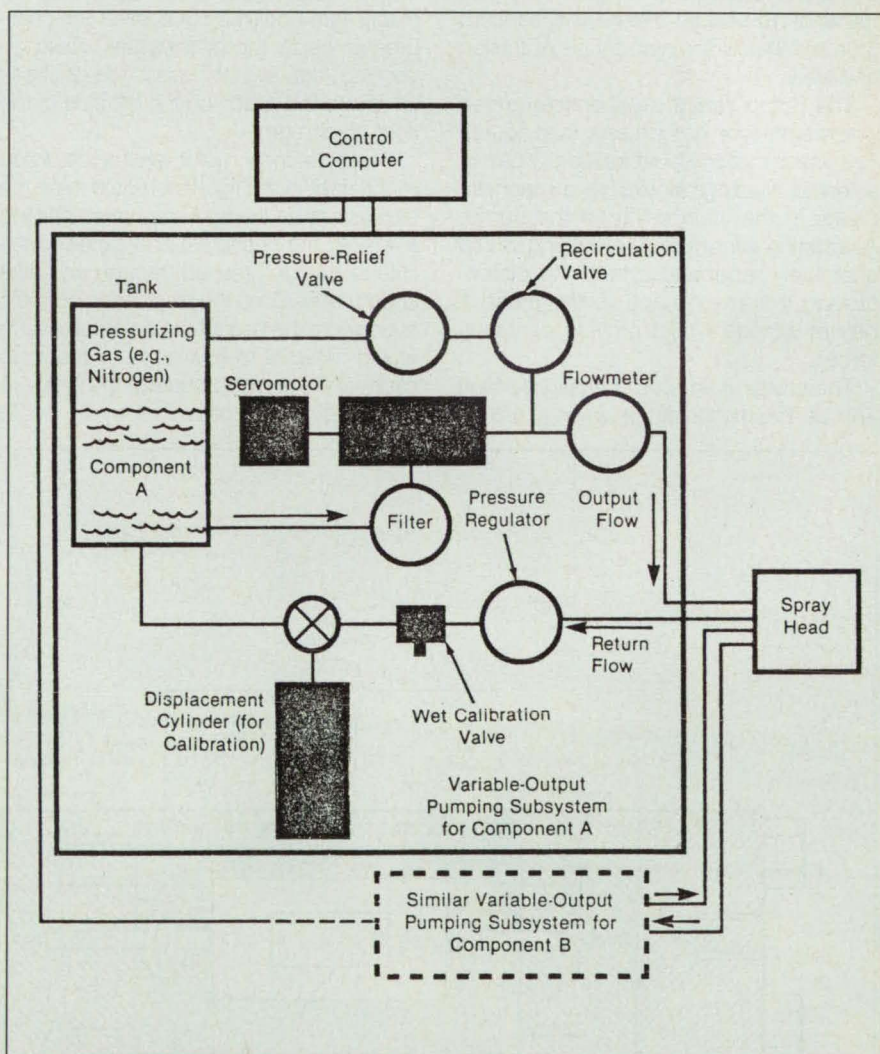 Control
Computer
Pressure-Relief
Valve
Recirculation
Valve
Tank
Pressurizing
Gas (e.g.,
Nitrogen)
Servomotor
Flowmeter
Component
A
Filter
Pressure
Regulator
Output
Flow
Spray
Head
Return
Flow
Displacement
Cylinder (for
Calibration)
Wet Calibration
Valve
Variable-Output
Pumping Subsystem
for Component A
Similar Variable-Output
Pumping Subsystem for
Component B